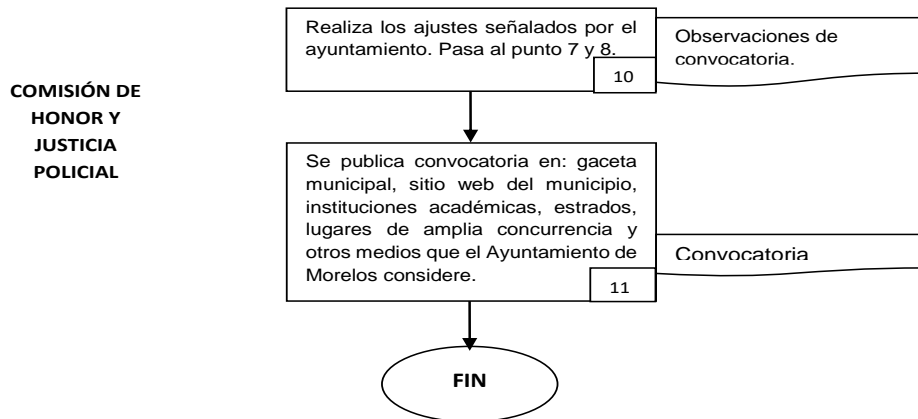 Realiza los ajustes señalados por el
ayuntamiento. Pasa al punto 7 y 8.
10
Observaciones de
convocatoria.
COMISIÓN DE
HONOR Y
JUSTICIA
POLICIAL
Se publica convocatoria en: gaceta
municipal, sitio web del municipio,
instituciones académicas, estrados,
lugares de amplia concurrencia y
otros medios que el Ayuntamiento de
Morelos considere.
11
Convocatoria
FIN